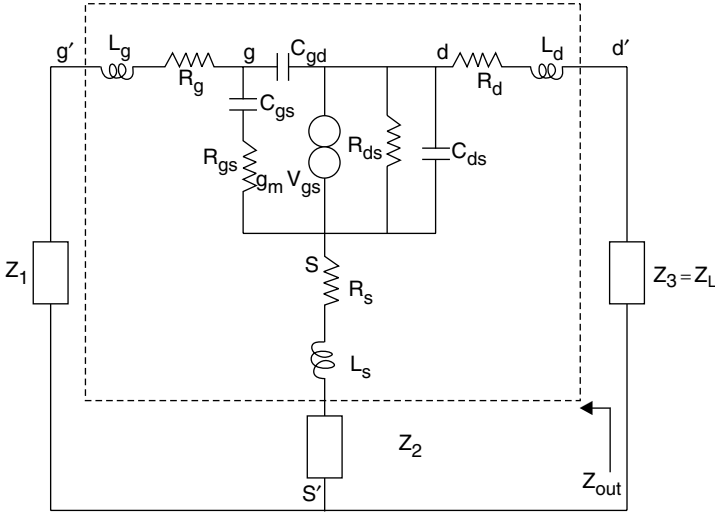 g′ L_g R_g g C_gd d R_d L_d d′
C_gs
R_gs g_m V_gs R_ds C_ds
Z_1 S R_s Z_3 = Z_L
L_s
Z_2
S′ Z_out